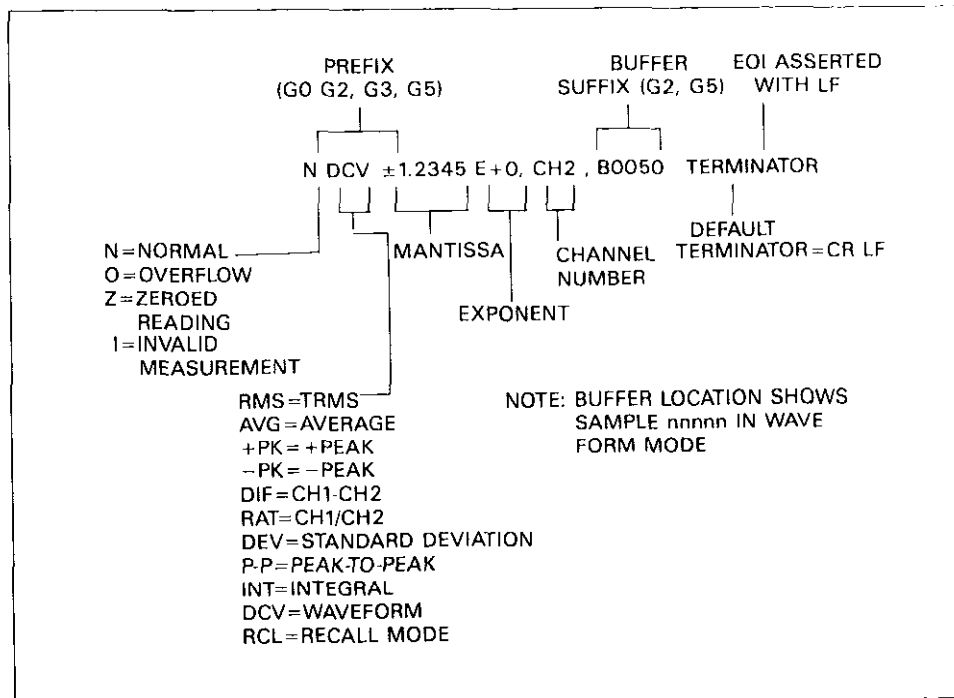 PREFIX
(G0 G2, G3, G5)
BUFFER
SUFFIX (G2, G5)
EOI ASSERTED
WITH LF
N DCV ±1.2345 E+0, CH2, B0050 TERMINATOR
N=NORMAL
O=OVERFLOW
Z=ZEROED
READING
I=INVALID
MEASUREMENT
MANTISSA
EXPONENT
CHANNEL
NUMBER
DEFAULT
TERMINATOR=CR LF
RMS=TRMS
AVG=AVERAGE
+PK=+PEAK
−PK=−PEAK
DIF=CH1-CH2
RAT=CH1/CH2
DEV=STANDARD DEVIATION
P-P=PEAK-TO-PEAK
INT=INTEGRAL
DCV=WAVEFORM
RCL=RECALL MODE
NOTE: BUFFER LOCATION SHOWS
SAMPLE nnnnn IN WAVE
FORM MODE